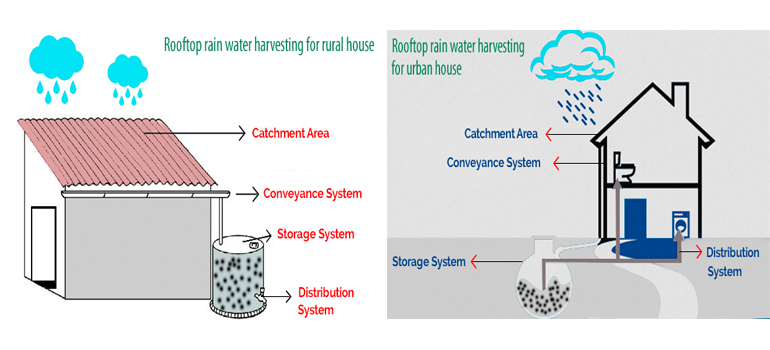 Rooftop rain water harvesting for rural house
Catchment Area
Conveyance System
Storage System
Distribution
System
Rooftop rain water harvesting
for urban house
Catchment Area
Conveyance System
Storage System
Distribution
System